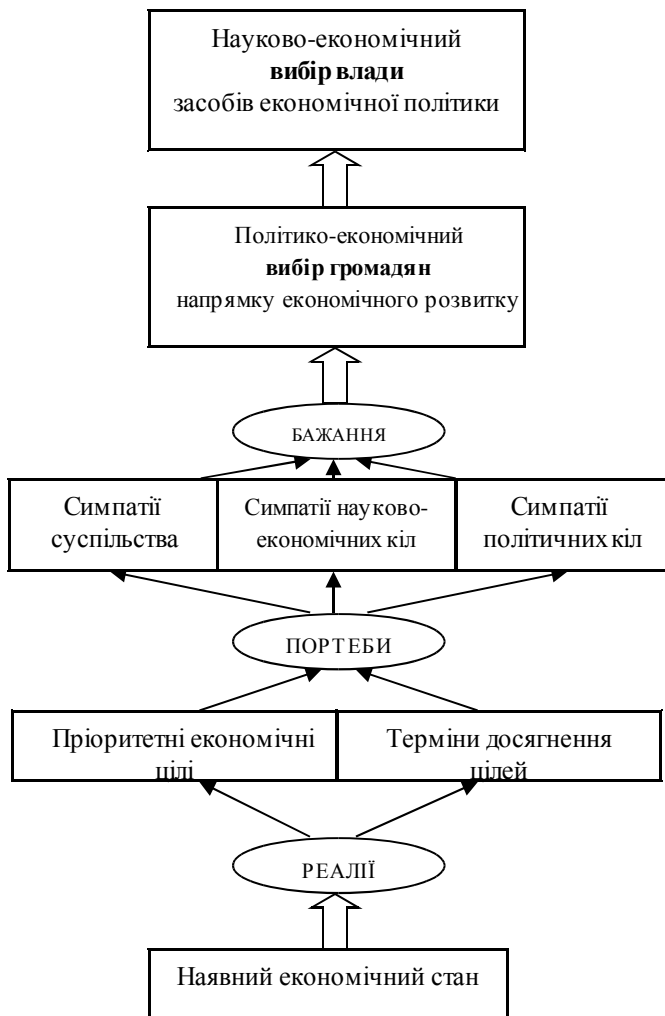 Науково-економічний
вибір влади
засобів економічної політики
Політико-економічний
вибір громадян
напрямку економічного розвитку
БАЖАННЯ
Симпатії
суспільства
Симпатії науково-
економічних кіл
Симпатії
політичних кіл
ПОРТЕБИ
Пріоритетні економічні
цілі
Терміни досягнення
цілей
РЕАЛІЇ
Наявний економічний стан